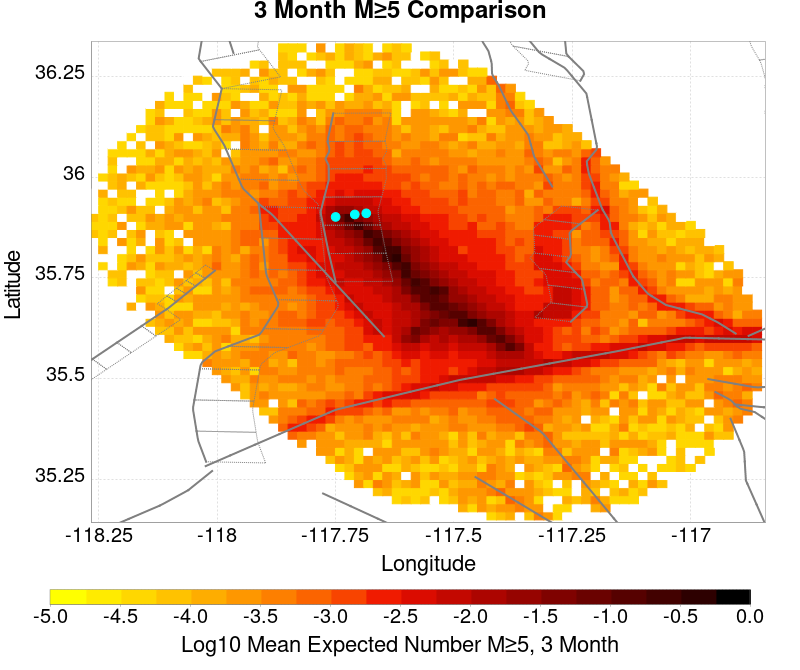 3 Month M≥5 Comparison
36.25
36
35.75
35.5
35.25
Latitude
-118.25 -118 -117.75 -117.5 -117.25 -117
Longitude
-5.0 -4.5 -4.0 -3.5 -3.0 -2.5 -2.0 -1.5 -1.0 -0.5 0.0
Log10 Mean Expected Number M≥5, 3 Month